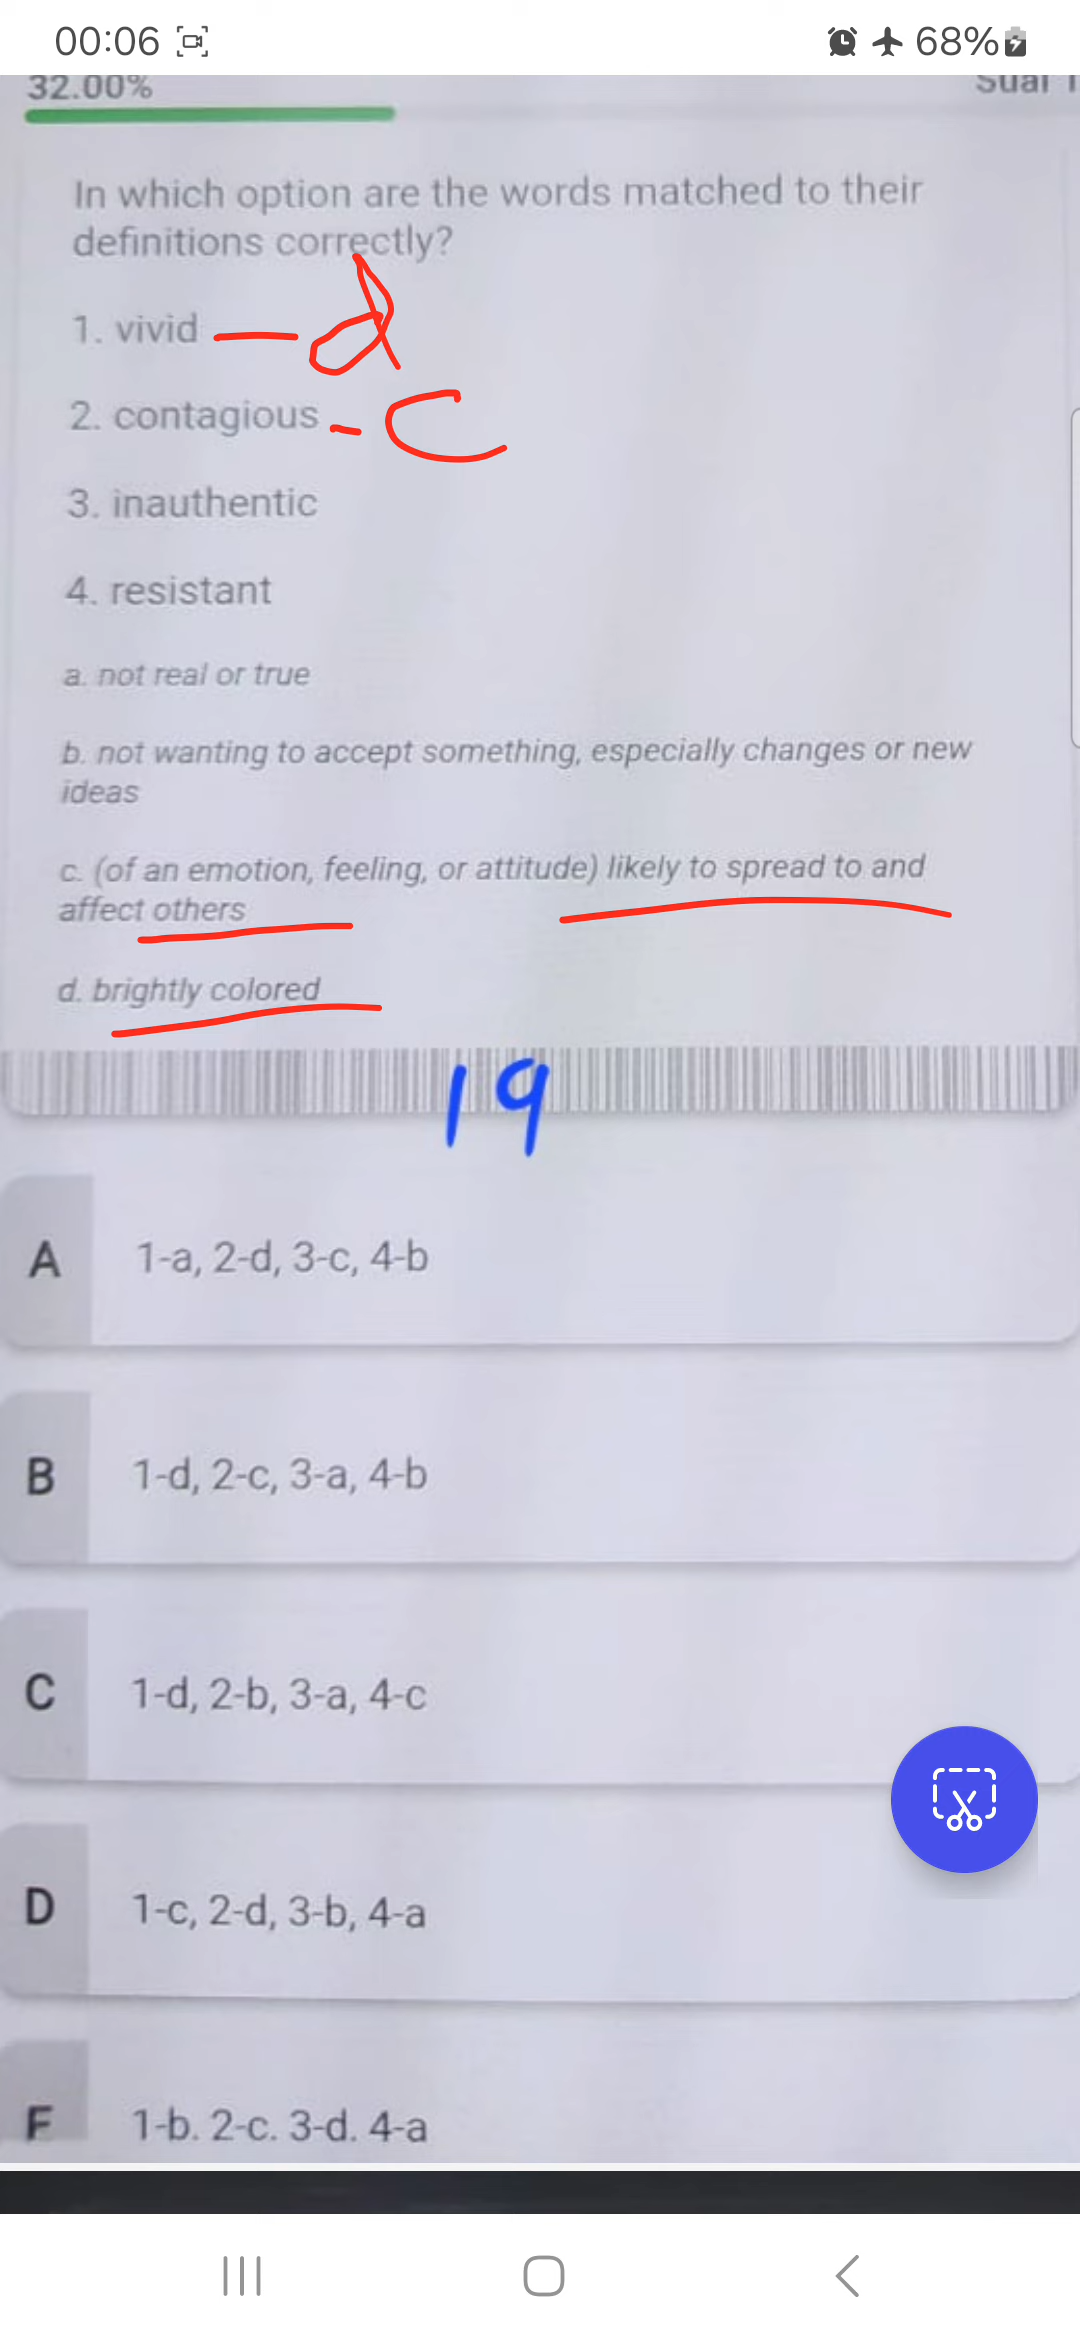 00:06
68%
32.00%
Sual 1
In which option are the words matched to their
definitions correctly?
1. vivid — d
2. contagious - C
3. inauthentic
4. resistant
a. not real or true
b. not wanting to accept something, especially changes or new
ideas
c. (of an emotion, feeling, or attitude) likely to spread to and
affect others
d. brightly colored
19
A 1-a, 2-d, 3-c, 4-b
B 1-d, 2-c, 3-a, 4-b
C 1-d, 2-b, 3-a, 4-c
D 1-c, 2-d, 3-b, 4-a
E 1-b. 2-c. 3-d. 4-a